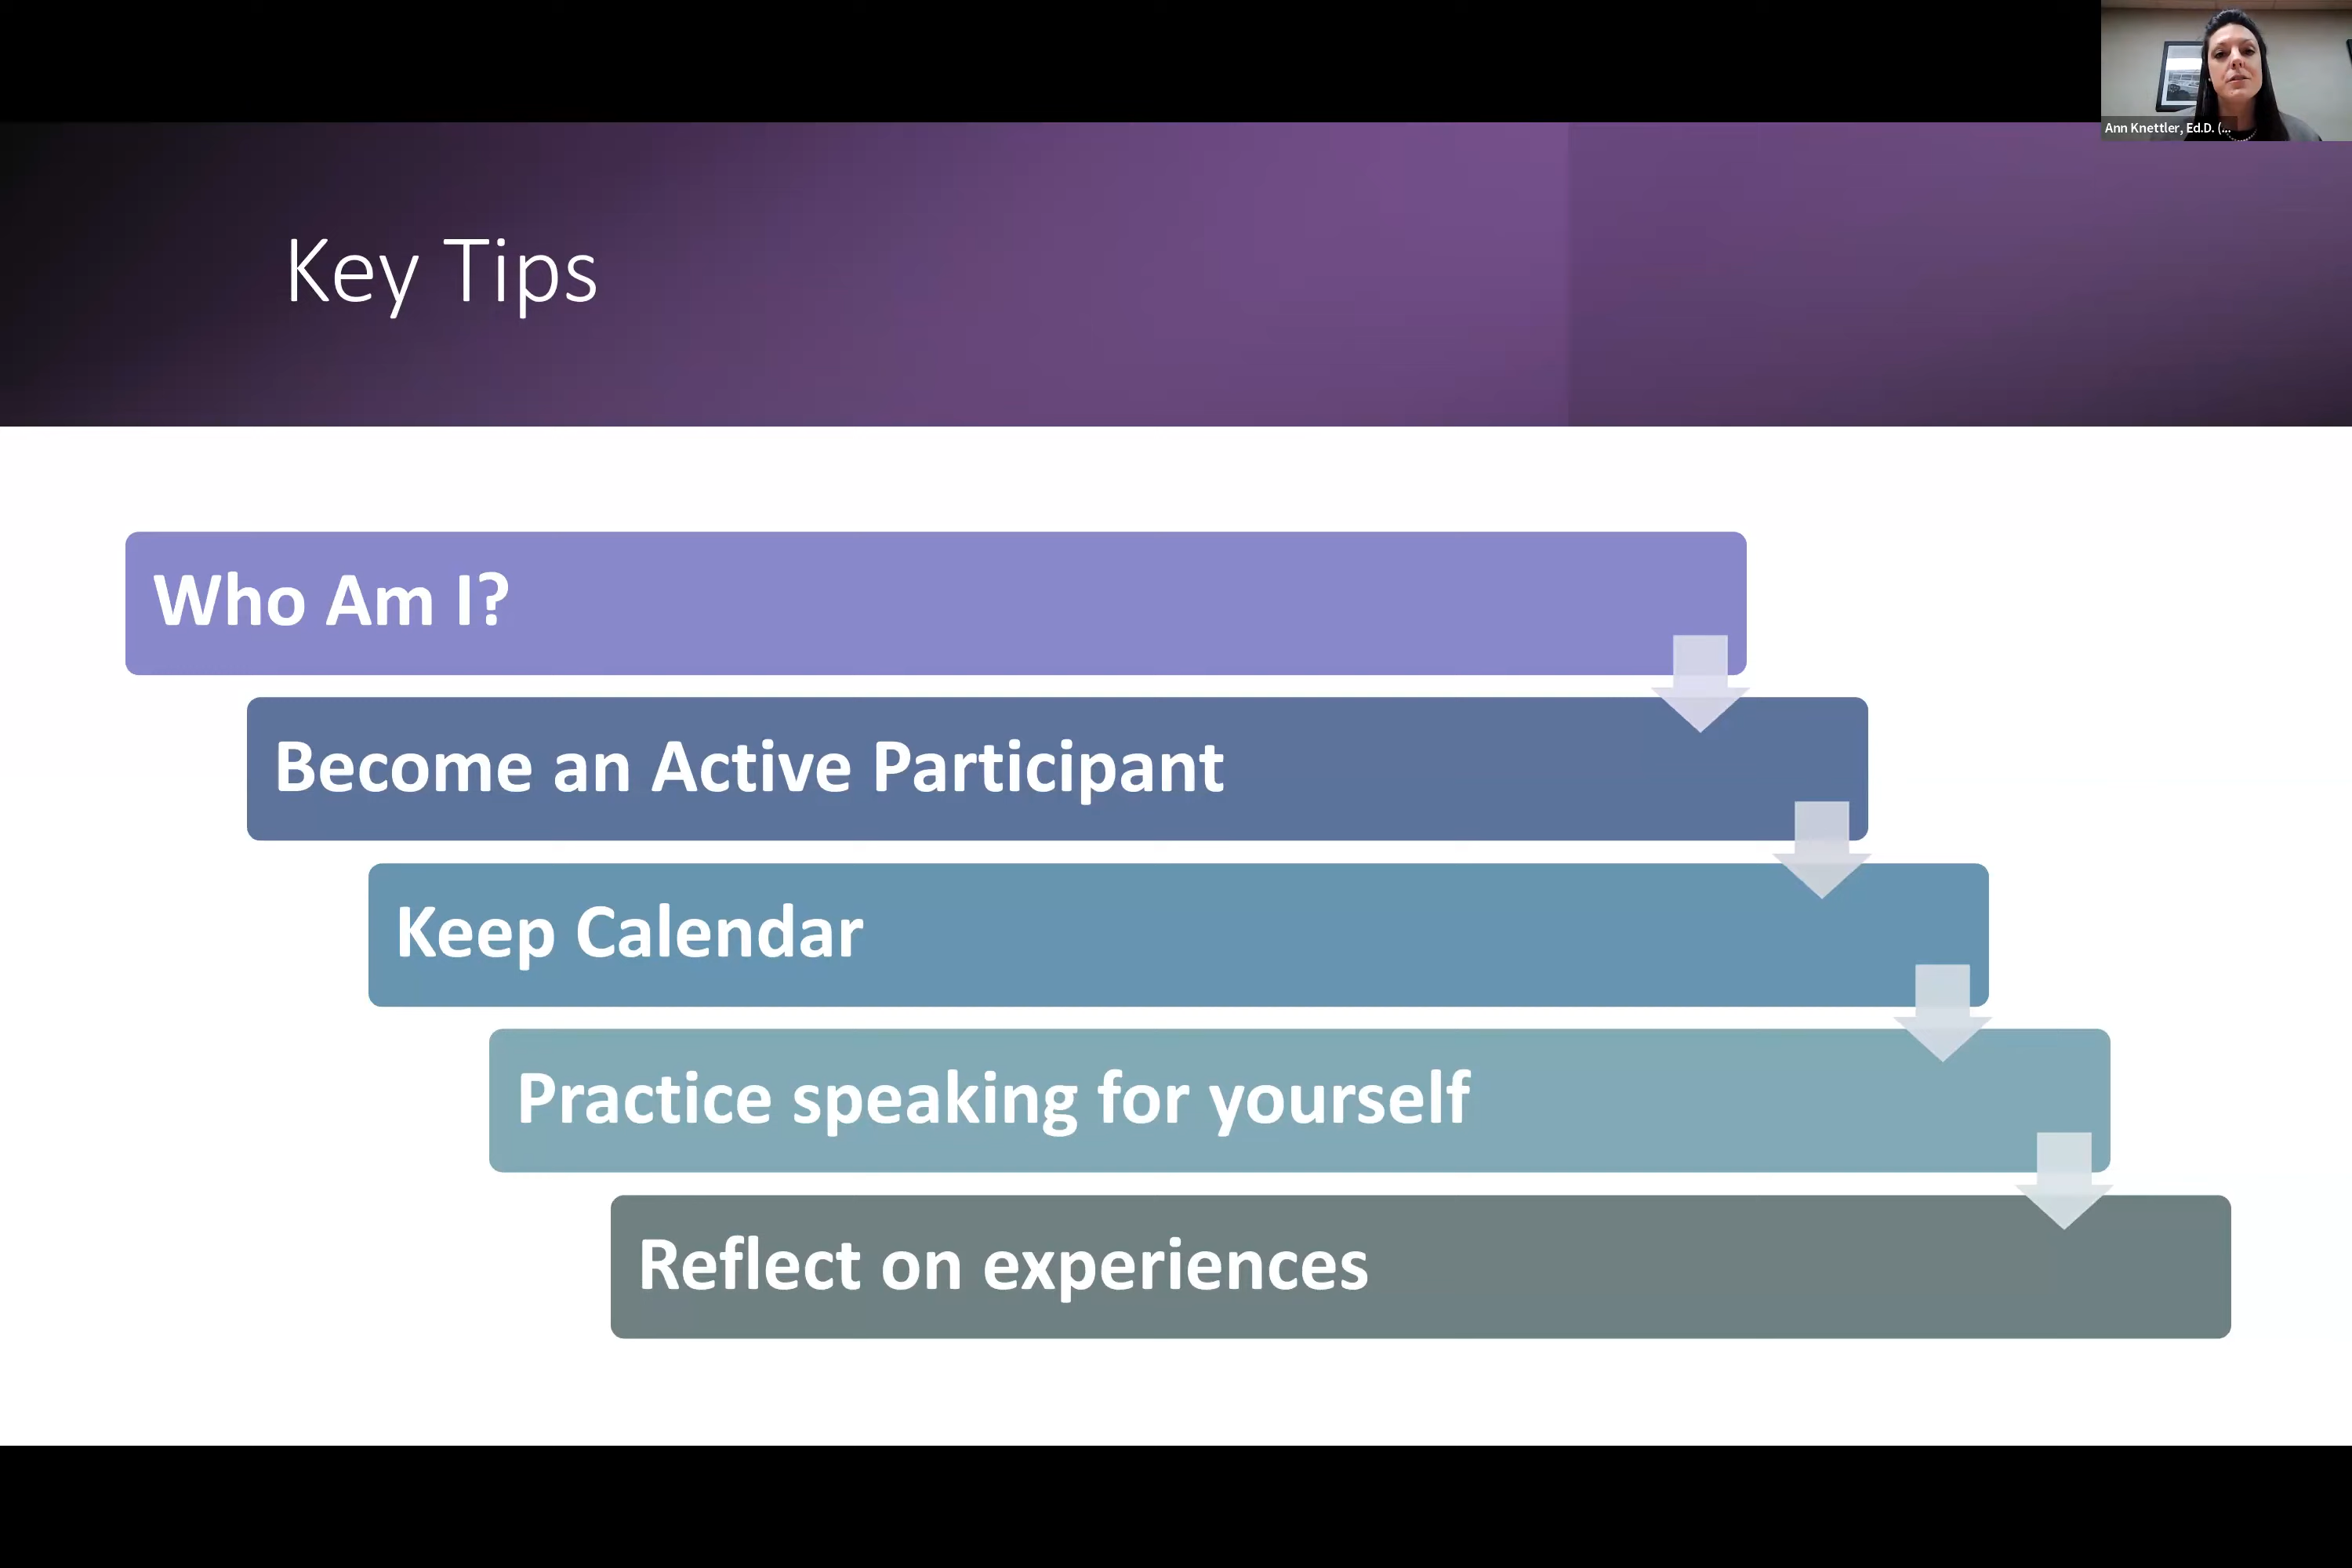 Ann Knettler, Ed.D. (...
Key Tips
Who Am I?
Become an Active Participant
Keep Calendar
Practice speaking for yourself
Reflect on experiences